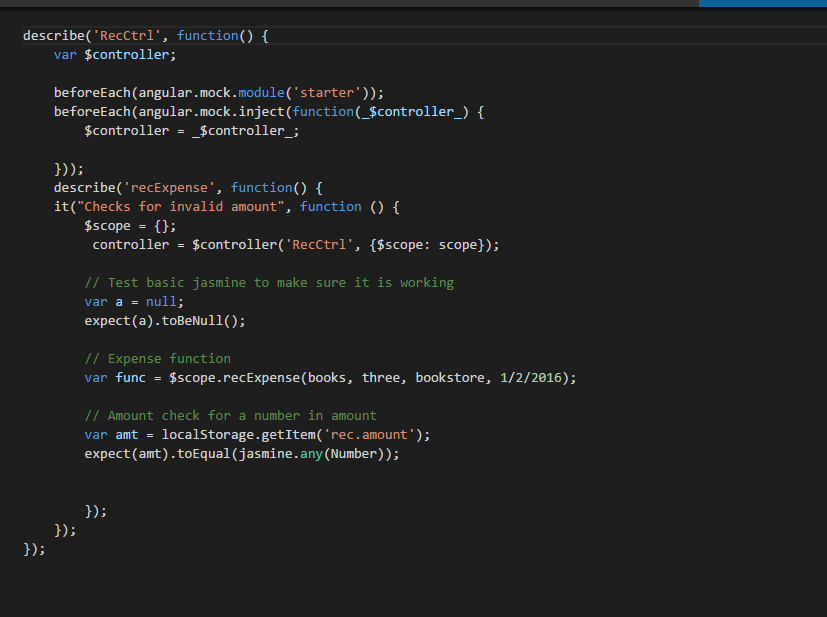 describe('RecCtrl', function() {
    var $controller;
    beforeEach(angular.mock.module('starter'));
    beforeEach(angular.mock.inject(function(_$controller_) {
        $controller = _$controller_;
    }));
    describe('recExpense', function() {
    it("Checks for invalid amount", function () {
        $scope = {};
         controller = $controller('RecCtrl', {$scope: scope});
        // Test basic jasmine to make sure it is working
        var a = null;
        expect(a).toBeNull();
        // Expense function
        var func = $scope.recExpense(books, three, bookstore, 1/2/2016);
        // Amount check for a number in amount
        var amt = localStorage.getItem('rec.amount');
        expect(amt).toEqual(jasmine.any(Number));
        });
    });
});